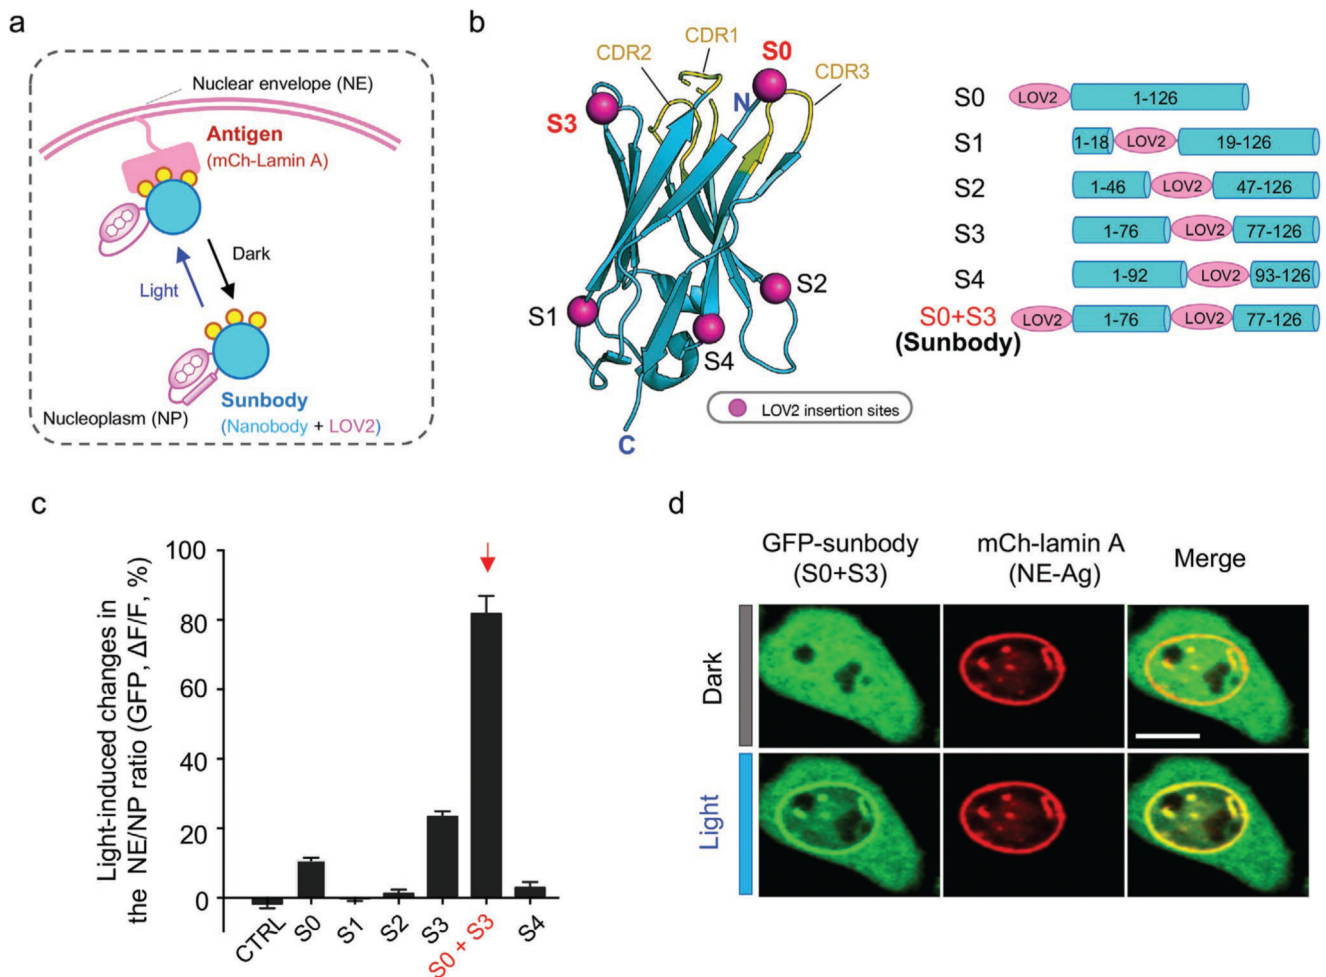 a
Nuclear envelope (NE)
Antigen
(mCh-Lamin A)
Dark
Light
Sunbody
Nucleoplasm (NP)
(Nanobody + LOV2)
b
CDR1
CDR2
S0
CDR3
N
S3
S2
S1
S4
LOV2 insertion sites
C
S0 LOV2 1-126
S1 1-18 LOV2 19-126
S2 1-46 LOV2 47-126
S3 1-76 LOV2 77-126
S4 1-92 LOV2 93-126
S0+S3 LOV2 1-76 LOV2 77-126
(Sunbody)
c
Light-induced changes in
the NE/NP ratio (GFP, ΔF/F, %)
100
80
60
40
20
0
CTRL
S0
S1
S2
S3
S0 + S3
S4
d
GFP-sunbody
(S0+S3)
mCh-lamin A
(NE-Ag)
Merge
Dark
Light